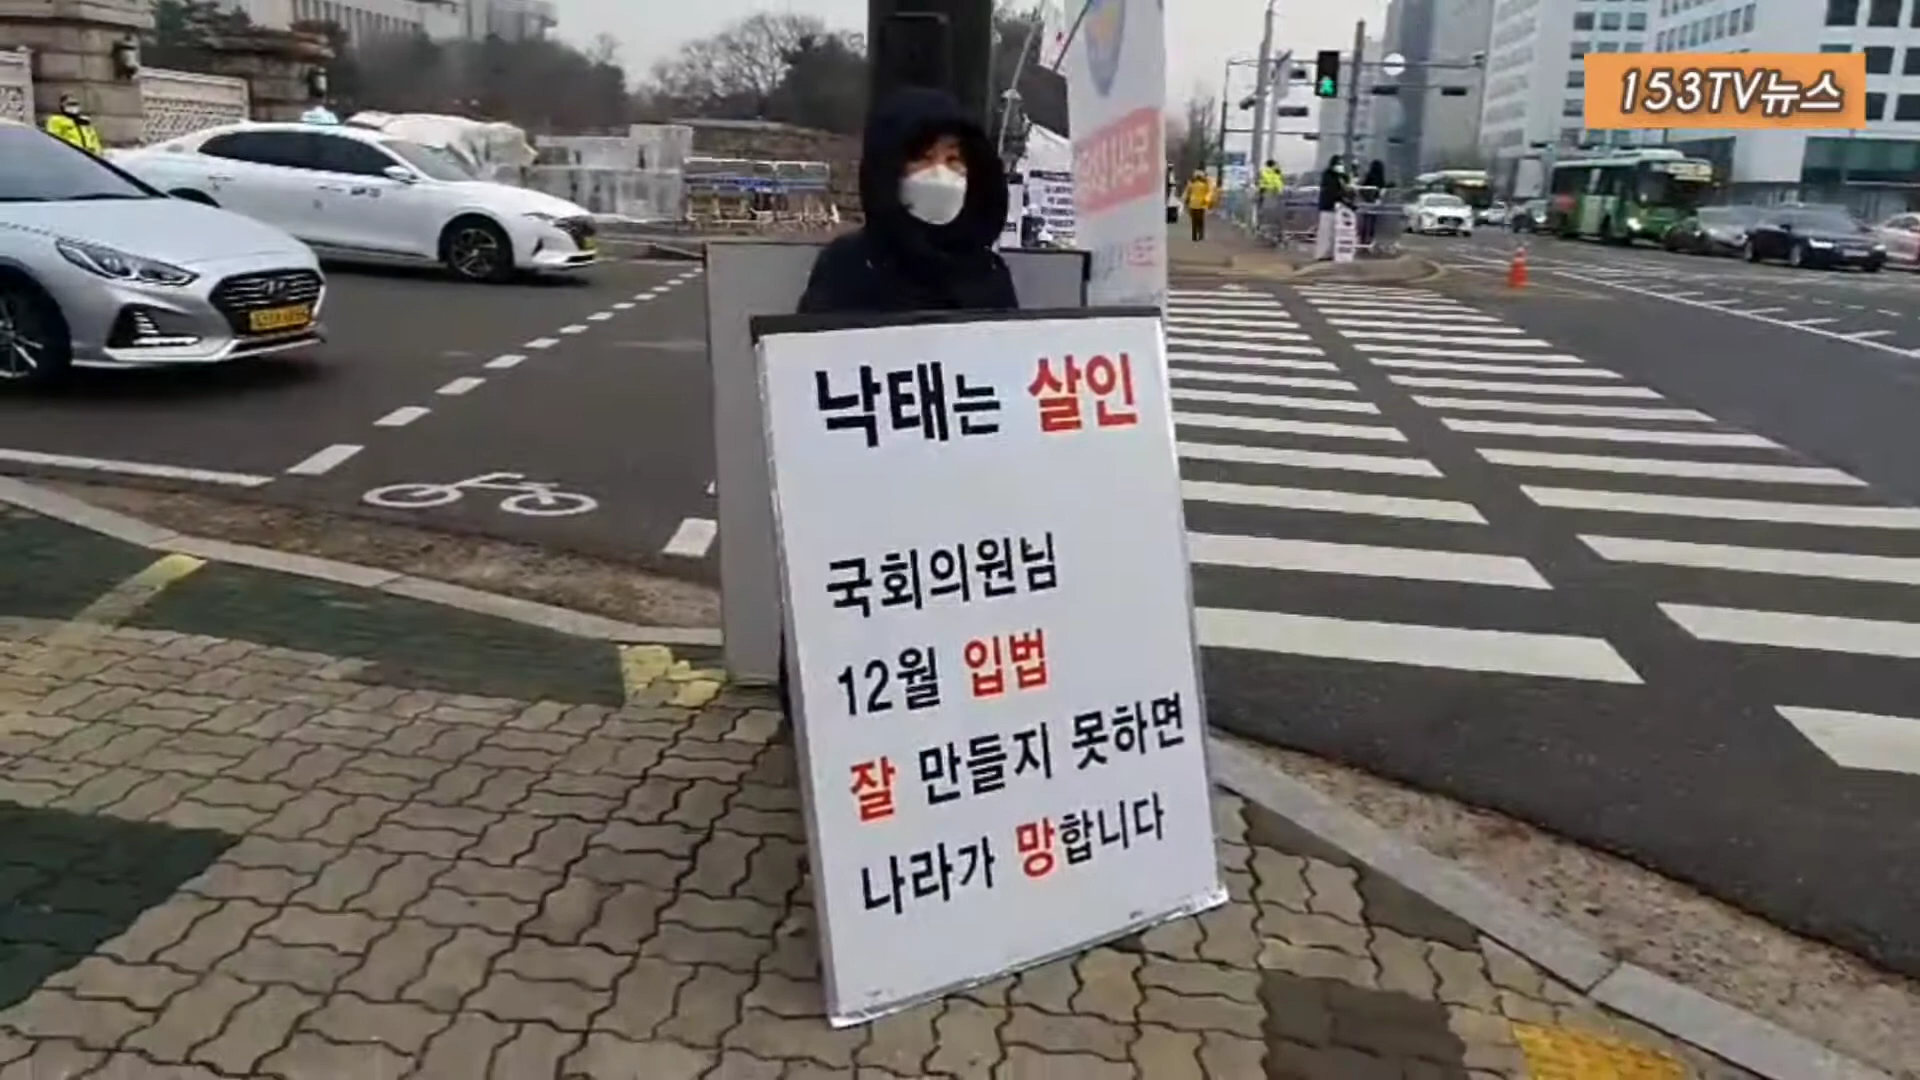 153TV뉴스
낙태는 살인
국회의원님
12월 입법
잘 만들지 못하면
나라가 망합니다